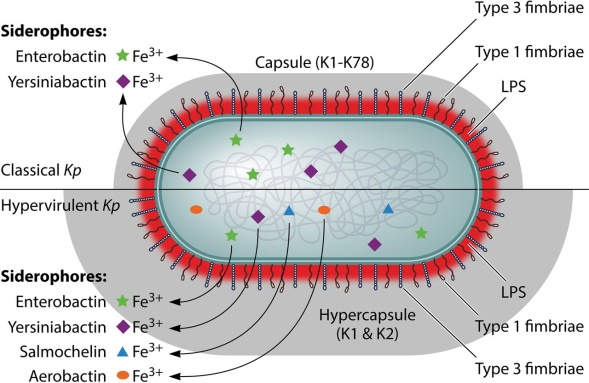 Type 3 fimbriae
Siderophores:
Enterobactin Fe3+
Type 1 fimbriae
Capsule (K1-K78)
Yersiniabactin Fe3+
LPS
Classical Kp
Hypervirulent Kp
Siderophores:
LPS
Enterobactin Fe3+
Hypercapsule
(K1 & K2)
Yersiniabactin Fe3+
Type 1 fimbriae
Salmochelin Fe3+
Type 3 fimbriae
Aerobactin Fe3+